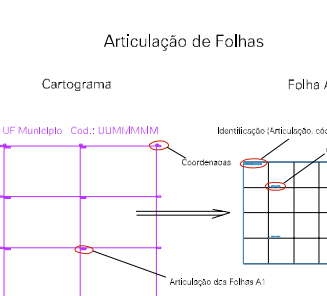 Articulação de Folhas
Cartograma
Folha A
UF Município Cod.: UUMMMMM
Identificação (Articulação, cód
Coordenadas
Articulação das Folhas A1